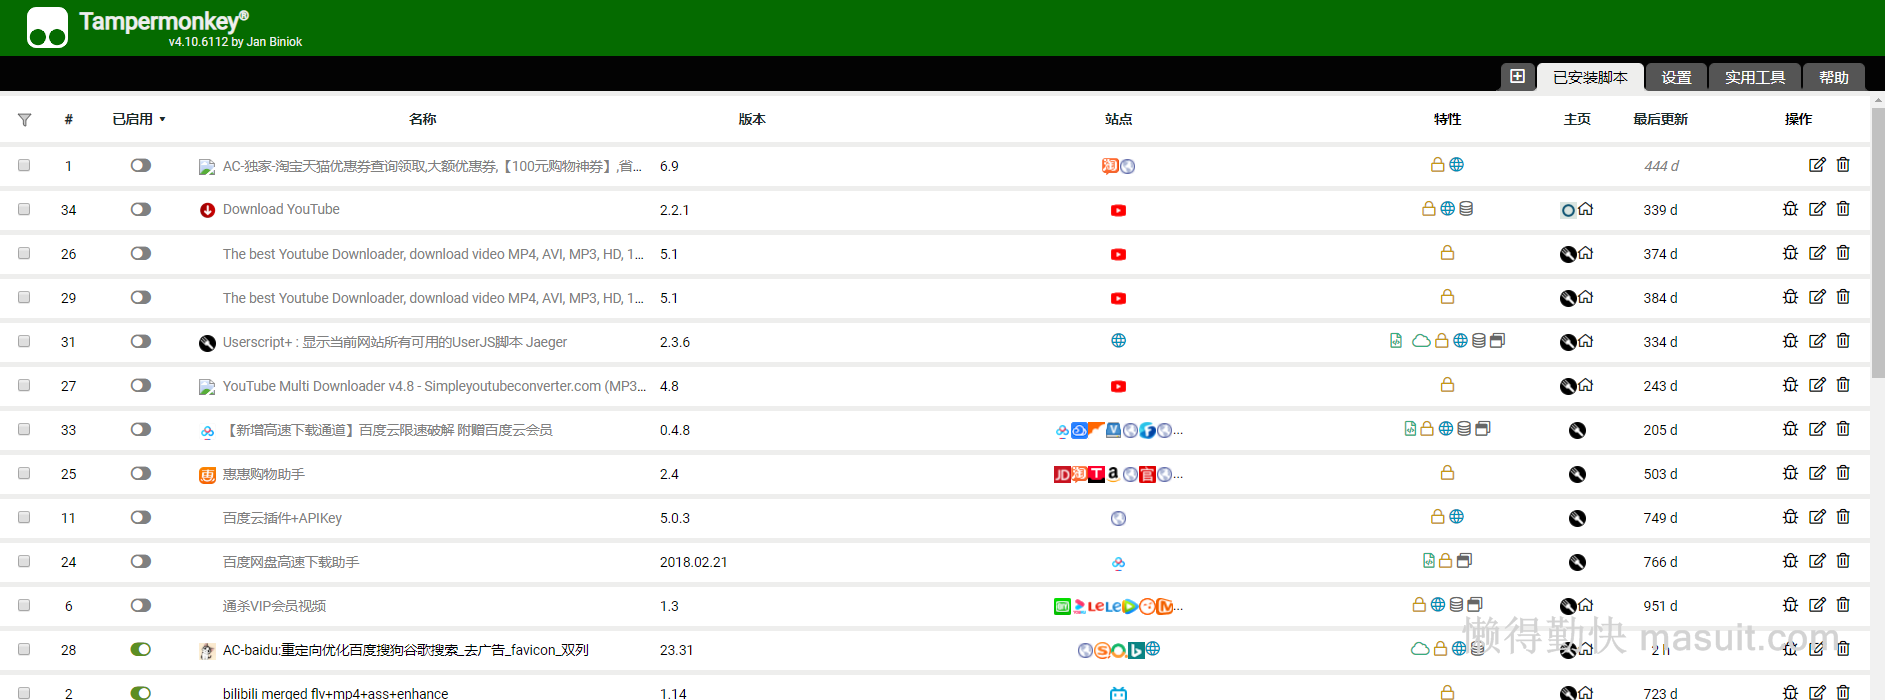 Tampermonkey®
v4.10.6112 by Jan Biniok
已安装脚本 设置 实用工具 帮助
# 已启用 名称 版本 站点 特性 主页 最后更新 操作
1 AC-独家-淘宝天猫优惠券查询领取,大额优惠券,【100元购物神券】,省... 6.9 淘 444 d
34 Download YouTube 2.2.1 339 d
26 The best Youtube Downloader, download video MP4, AVI, MP3, HD, 1... 5.1 374 d
29 The best Youtube Downloader, download video MP4, AVI, MP3, HD, 1... 5.1 384 d
31 Userscript+ : 显示当前网站所有可用的UserJS脚本 Jaeger 2.3.6 334 d
27 YouTube Multi Downloader v4.8 - Simpleyoutubeconverter.com (MP3... 4.8 243 d
33 【新增高速下载通道】百度云限速破解 附赠百度云会员 0.4.8 ... 205 d
25 惠 惠惠购物助手 2.4 JD 淘 T a 官 ... 503 d
11 百度云插件+APIKey 5.0.3 749 d
24 百度网盘高速下载助手 2018.02.21 766 d
6 通杀VIP会员视频 1.3 LE LE ... 951 d
28 AC-baidu:重定向优化百度搜狗谷歌搜索_去广告_favicon_双列 23.31 2 h
懒得勤快 masuit.com
2 bilibili merged flv+mp4+ass+enhance 1.14 723 d